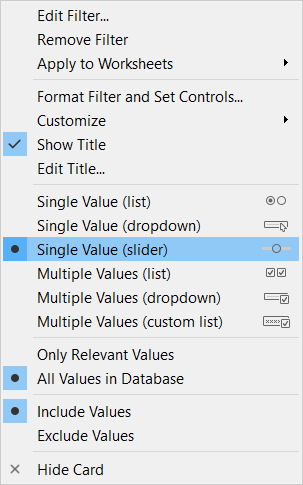 Edit Filter...
Remove Filter
Apply to Worksheets
Format Filter and Set Controls...
Customize
Show Title
Edit Title...
Single Value (list)
Single Value (dropdown)
Single Value (slider)
Multiple Values (list)
Multiple Values (dropdown)
Multiple Values (custom list)
Only Relevant Values
All Values in Database
Include Values
Exclude Values
Hide Card